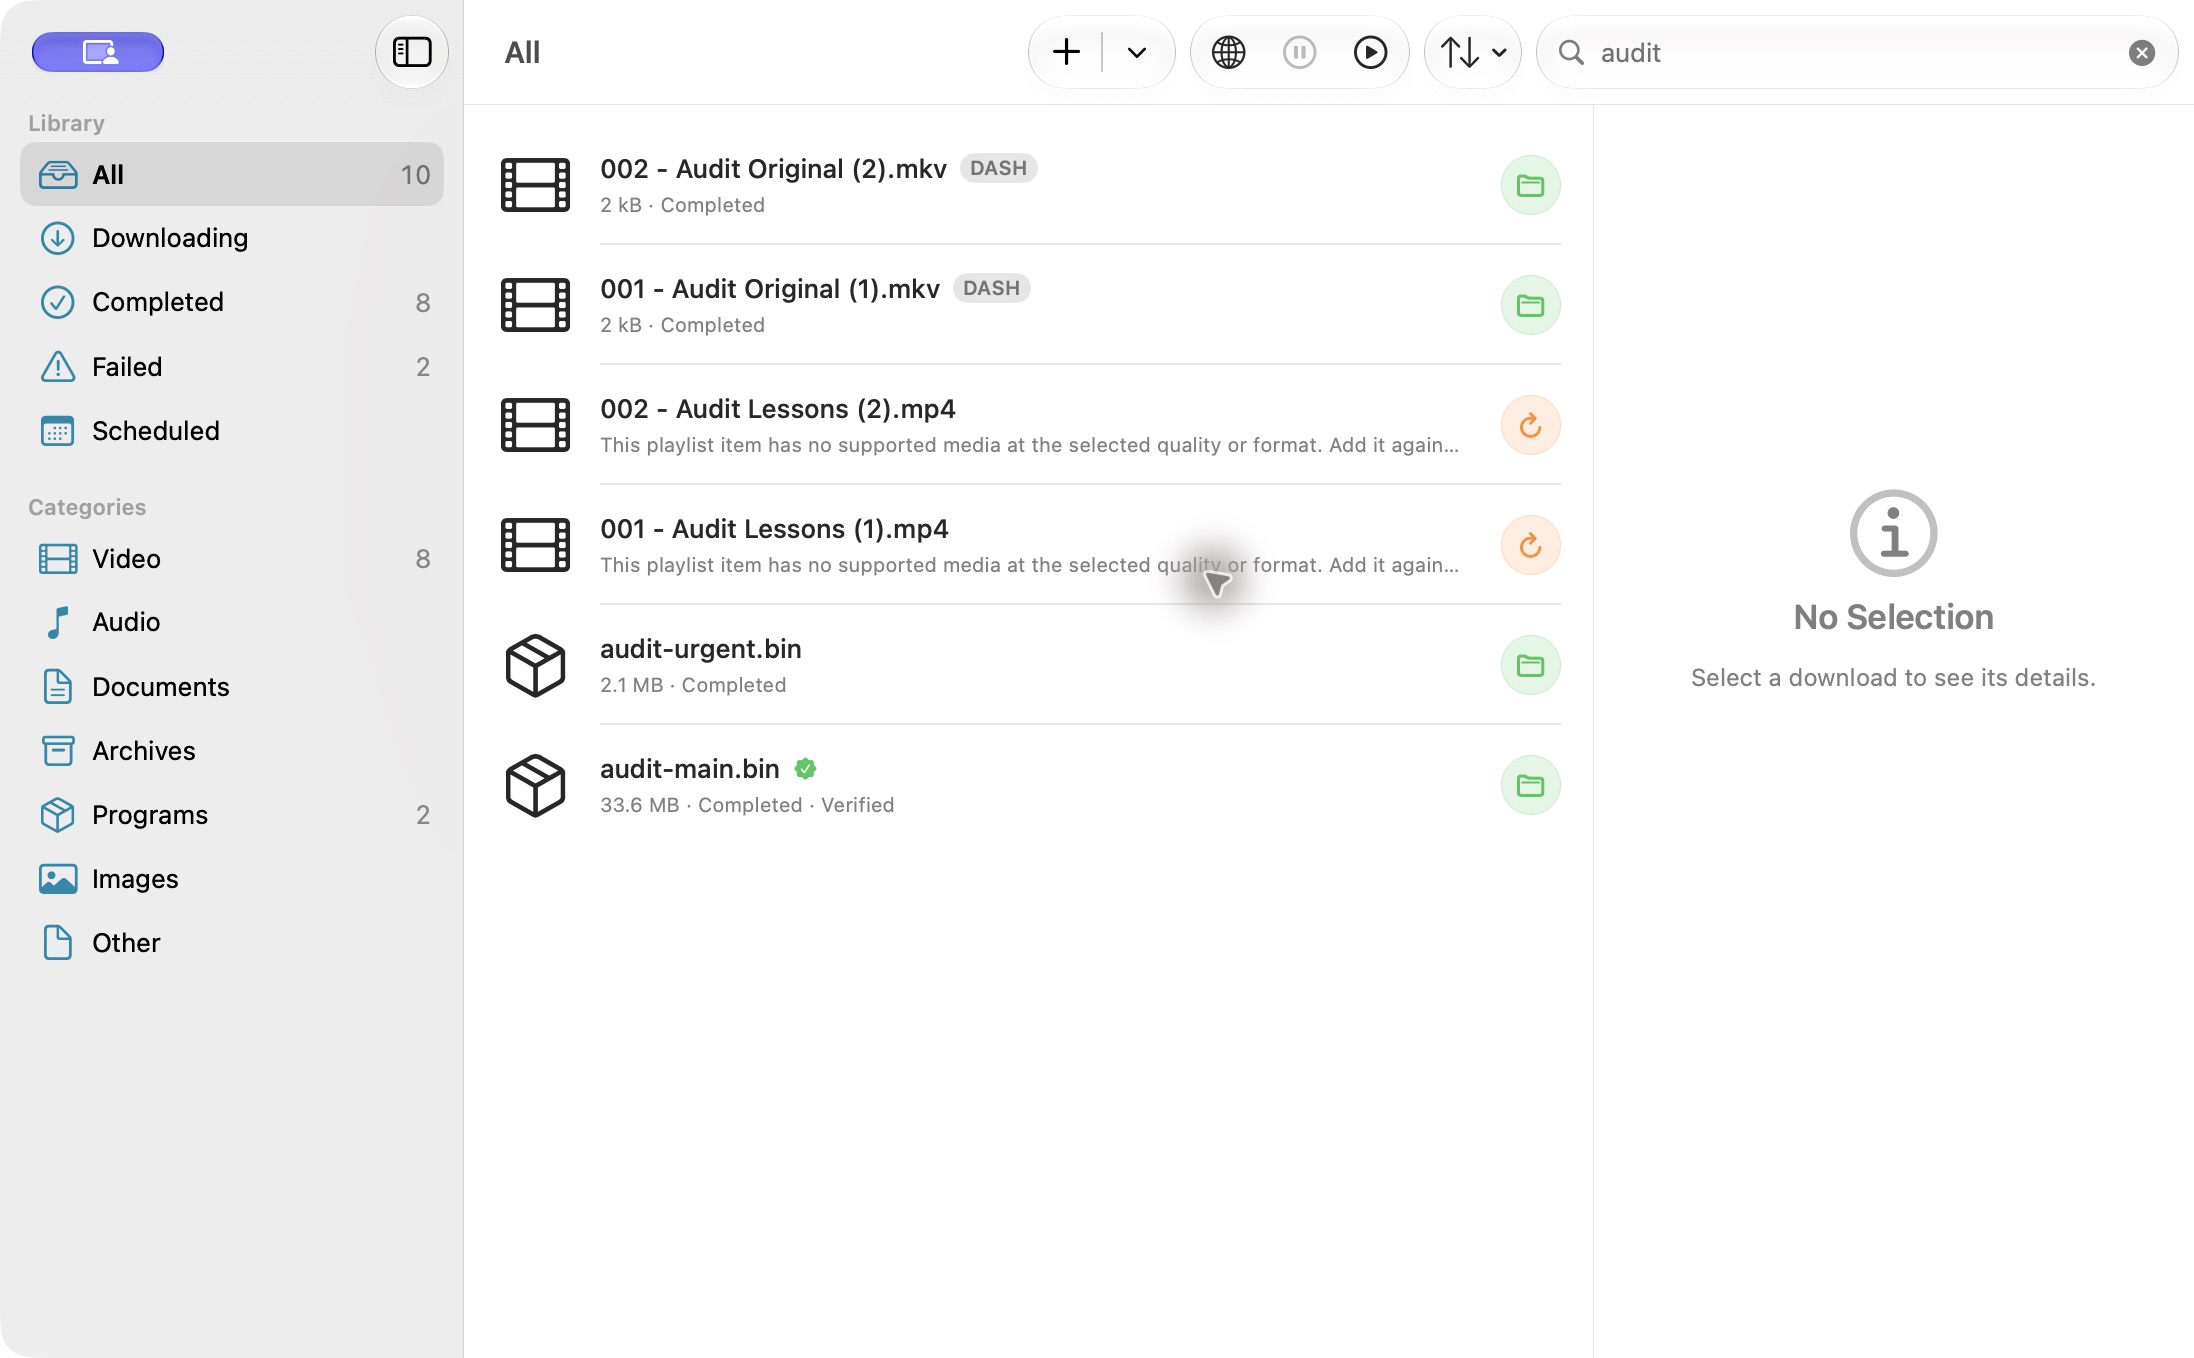 All
audit
Library
All 10
Downloading
Completed 8
Failed 2
Scheduled
Categories
Video 8
Audio
Documents
Archives
Programs 2
Images
Other
002 - Audit Original (2).mkv DASH
2 kB · Completed
001 - Audit Original (1).mkv DASH
2 kB · Completed
002 - Audit Lessons (2).mp4
This playlist item has no supported media at the selected quality or format. Add it again...
001 - Audit Lessons (1).mp4
This playlist item has no supported media at the selected quality or format. Add it again...
audit-urgent.bin
2.1 MB · Completed
audit-main.bin
33.6 MB · Completed · Verified
No Selection
Select a download to see its details.